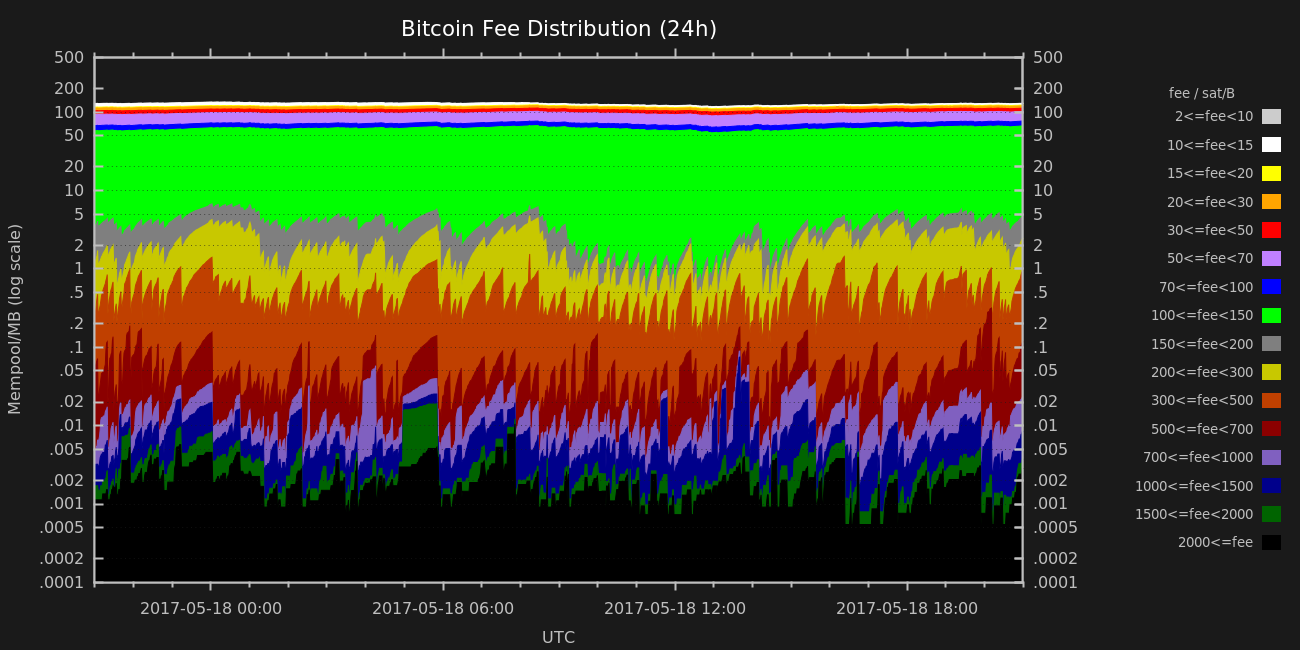 Bitcoin Fee Distribution (24h)
Mempool/MB (log scale)
500
200
100
50
20
10
5
2
1
.5
.2
.1
.05
.02
.01
.005
.002
.001
.0005
.0002
.0001
500
200
100
50
20
10
5
2
1
.5
.2
.1
.05
.02
.01
.005
.002
.001
.0005
.0002
.0001
2017-05-18 00:00
2017-05-18 06:00
2017-05-18 12:00
2017-05-18 18:00
UTC
fee / sat/B
2<=fee<10
10<=fee<15
15<=fee<20
20<=fee<30
30<=fee<50
50<=fee<70
70<=fee<100
100<=fee<150
150<=fee<200
200<=fee<300
300<=fee<500
500<=fee<700
700<=fee<1000
1000<=fee<1500
1500<=fee<2000
2000<=fee